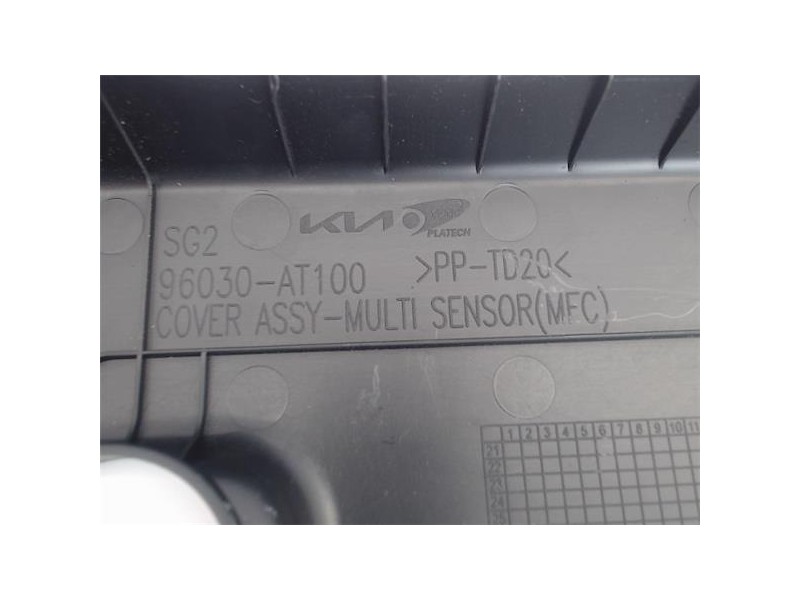 KIA
PLATECH
SG2
96030-AT100 >PP-TD20<
COVER ASSY-MULTI SENSOR(MFC)
1 2 3 4 5 6 7 8 9 10 11
21
22
23
24
25